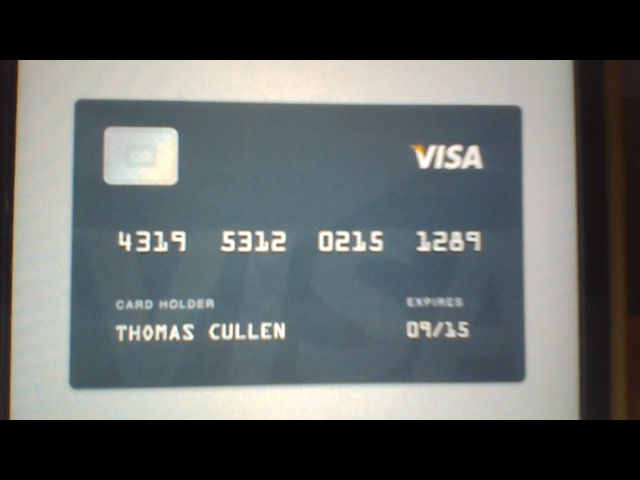 VISA
4319 5312 0215 1289
CARD HOLDER
EXPIRES
THOMAS CULLEN
09/15